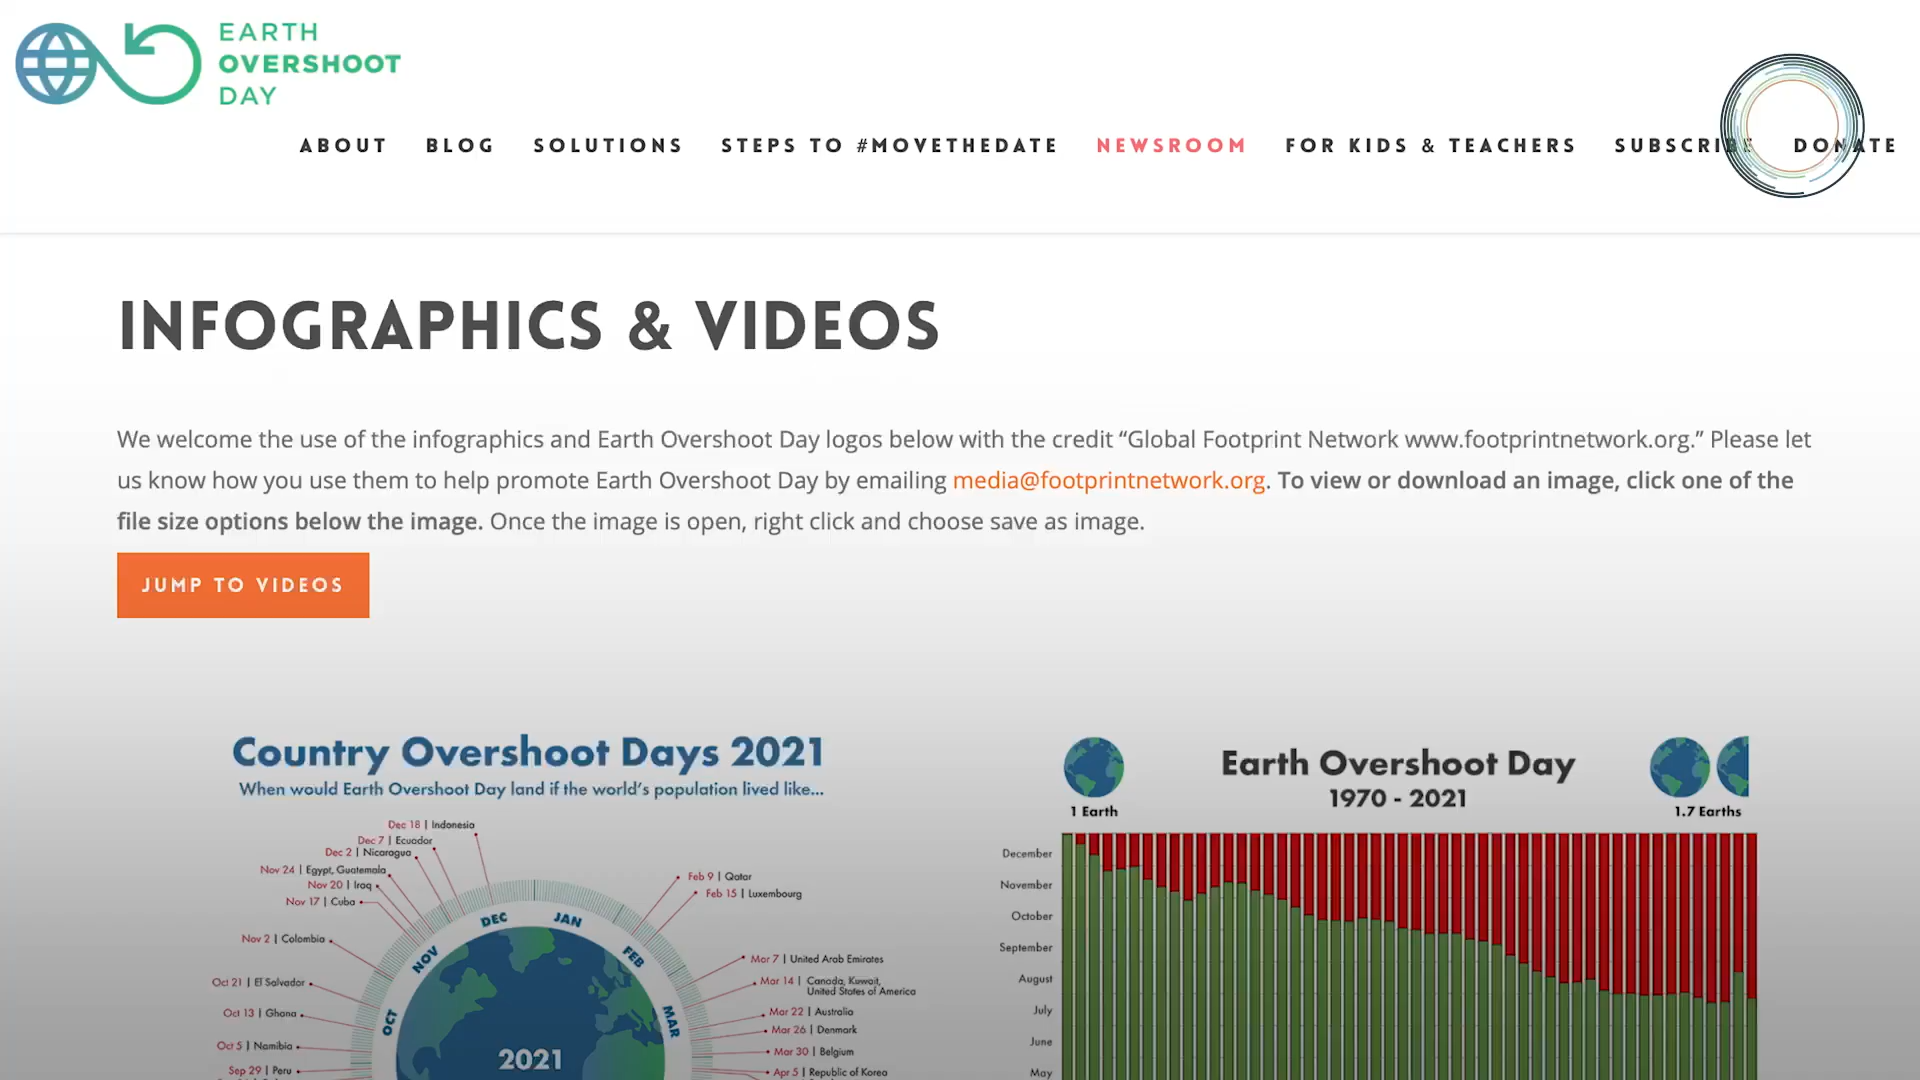 EARTH
OVERSHOOT
DAY
ABOUT BLOG SOLUTIONS STEPS TO #MOVETHEDATE NEWSROOM FOR KIDS & TEACHERS SUBSCRIBE DONATE
INFOGRAPHICS & VIDEOS
We welcome the use of the infographics and Earth Overshoot Day logos below with the credit “Global Footprint Network www.footprintnetwork.org.” Please let
us know how you use them to help promote Earth Overshoot Day by emailing media@footprintnetwork.org. To view or download an image, click one of the
file size options below the image. Once the image is open, right click and choose save as image.
JUMP TO VIDEOS
Country Overshoot Days 2021
When would Earth Overshoot Day land if the world’s population lived like...
Dec 18 | Indonesia
Dec 7 | Ecuador
Dec 2 | Nicaragua
Nov 24 | Egypt, Guatemala
Nov 20 | Iraq
Nov 17 | Cuba
Nov 2 | Colombia
Oct 21 | El Salvador
Oct 13 | Ghana
Oct 5 | Namibia
Sep 29 | Peru
Feb 9 | Qatar
Feb 15 | Luxembourg
Mar 7 | United Arab Emirates
Mar 14 | Canada, Kuwait,
United States of America
Mar 22 | Australia
Mar 26 | Denmark
Mar 30 | Belgium
Apr 5 | Republic of Korea
OCT
NOV
DEC
JAN
FEB
MAR
2021
Earth Overshoot Day
1970 - 2021
1 Earth
1.7 Earths
December
November
October
September
August
July
June
May